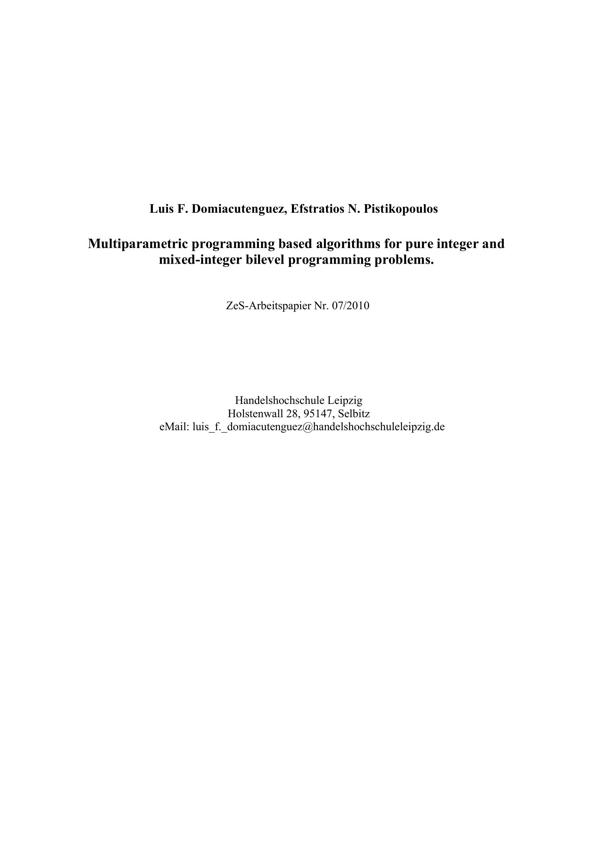 Luis F. Domiacutenguez, Efstratios N. Pistikopoulos
Multiparametric programming based algorithms for pure integer and
mixed-integer bilevel programming problems.
ZeS-Arbeitspapier Nr. 07/2010
Handelshochschule Leipzig
Holstenwall 28, 95147, Selbitz
eMail: luis_f._domiacutenguez@handelshochschuleleipzig.de